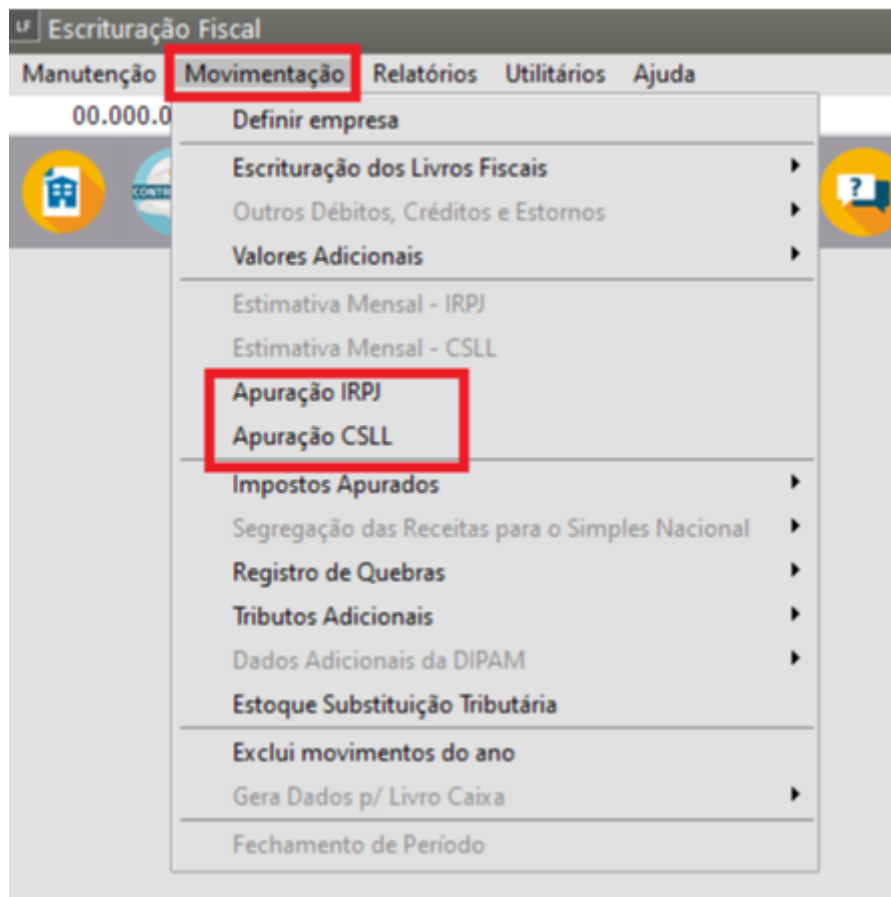 LF Escrituração Fiscal
Manutenção Movimentação Relatórios Utilitários Ajuda
00.000.0
Definir empresa
Escrituração dos Livros Fiscais
Outros Débitos, Créditos e Estornos
Valores Adicionais
Estimativa Mensal - IRPJ
Estimativa Mensal - CSLL
Apuração IRPJ
Apuração CSLL
Impostos Apurados
Segregação das Receitas para o Simples Nacional
Registro de Quebras
Tributos Adicionais
Dados Adicionais da DIPAM
Estoque Substituição Tributária
Exclui movimentos do ano
Gera Dados p/ Livro Caixa
Fechamento de Período